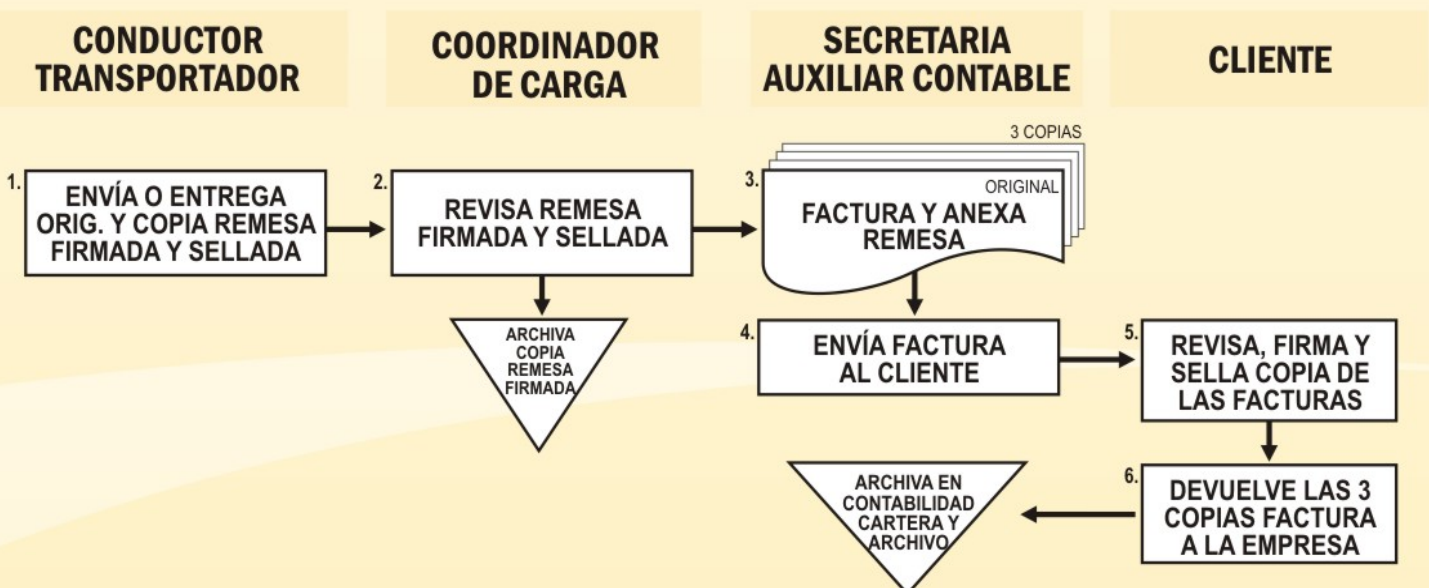 CONDUCTOR
TRANSPORTADOR
COORDINADOR
DE CARGA
SECRETARIA
AUXILIAR CONTABLE
CLIENTE
1.
ENVÍA O ENTREGA
ORIG. Y COPIA REMESA
FIRMADA Y SELLADA
2.
REVISA REMESA
FIRMADA Y SELLADA
ARCHIVA
COPIA
REMESA
FIRMADA
3 COPIAS
3.
ORIGINAL
FACTURA Y ANEXA
REMESA
4.
ENVÍA FACTURA
AL CLIENTE
5.
REVISA, FIRMA Y
SELLA COPIA DE
LAS FACTURAS
6.
DEVUELVE LAS 3
COPIAS FACTURA
A LA EMPRESA
ARCHIVA EN
CONTABILIDAD
CARTERA Y
ARCHIVO